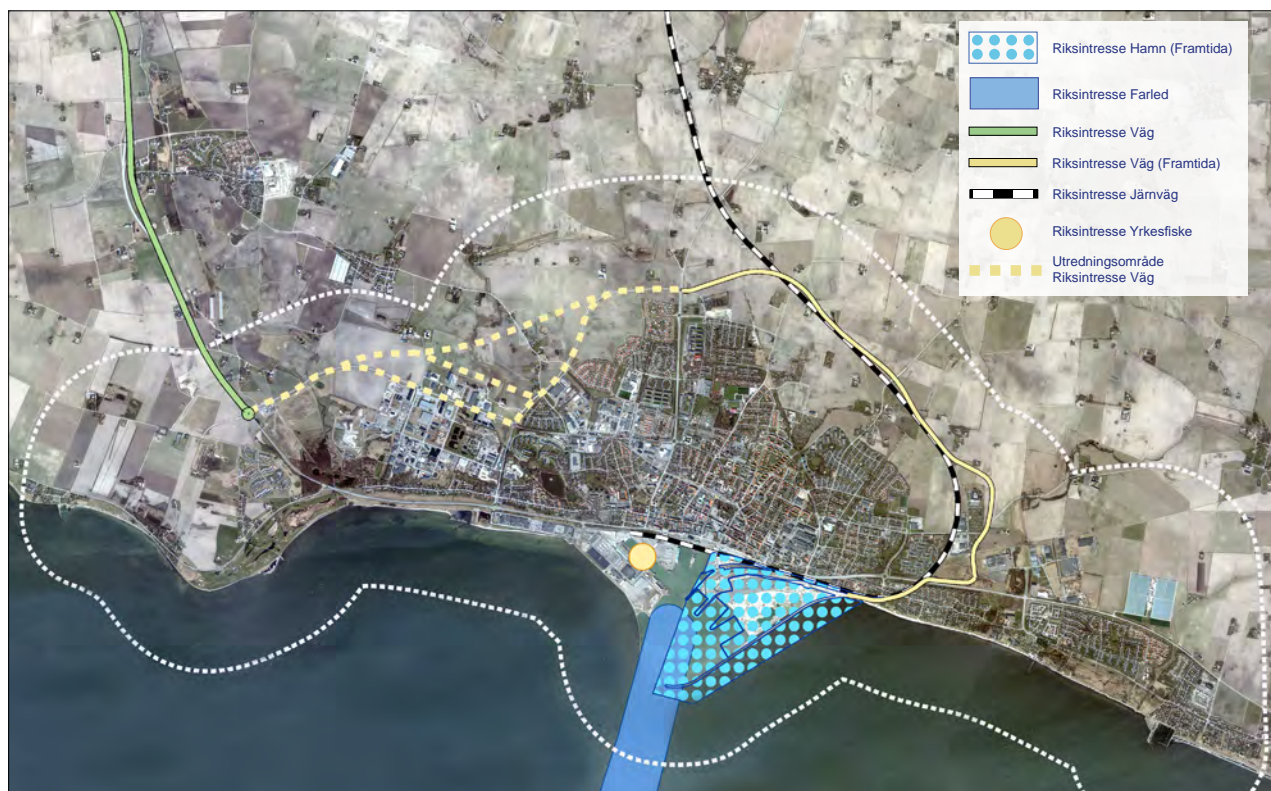 Riksintresse Hamn (Framtida)
Riksintresse Farled
Riksintresse Väg
Riksintresse Väg (Framtida)
Riksintresse Järnväg
Riksintresse Yrkesfiske
Utredningsområde
Riksintresse Väg